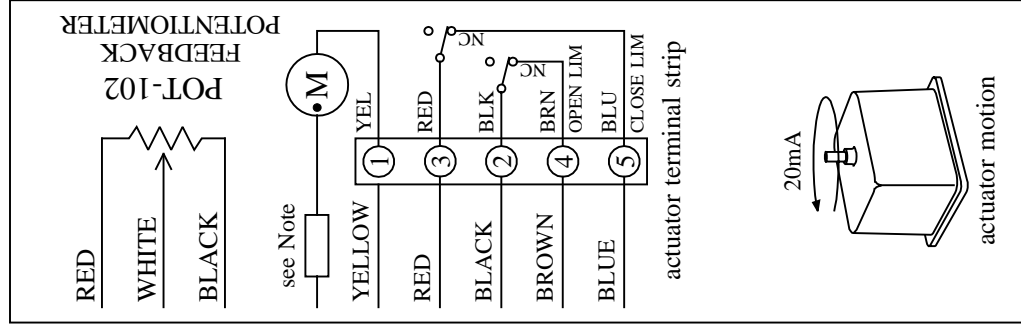 POT-102
FEEDBACK
POTENTIOMETER
RED
WHITE
BLACK
M
see Note
YEL
RED
BLK
BRN
OPEN LIM
BLU
CLOSE LIM
NC
NC
1
3
2
4
5
YELLOW
RED
BLACK
BROWN
BLUE
actuator terminal strip
20mA
actuator motion